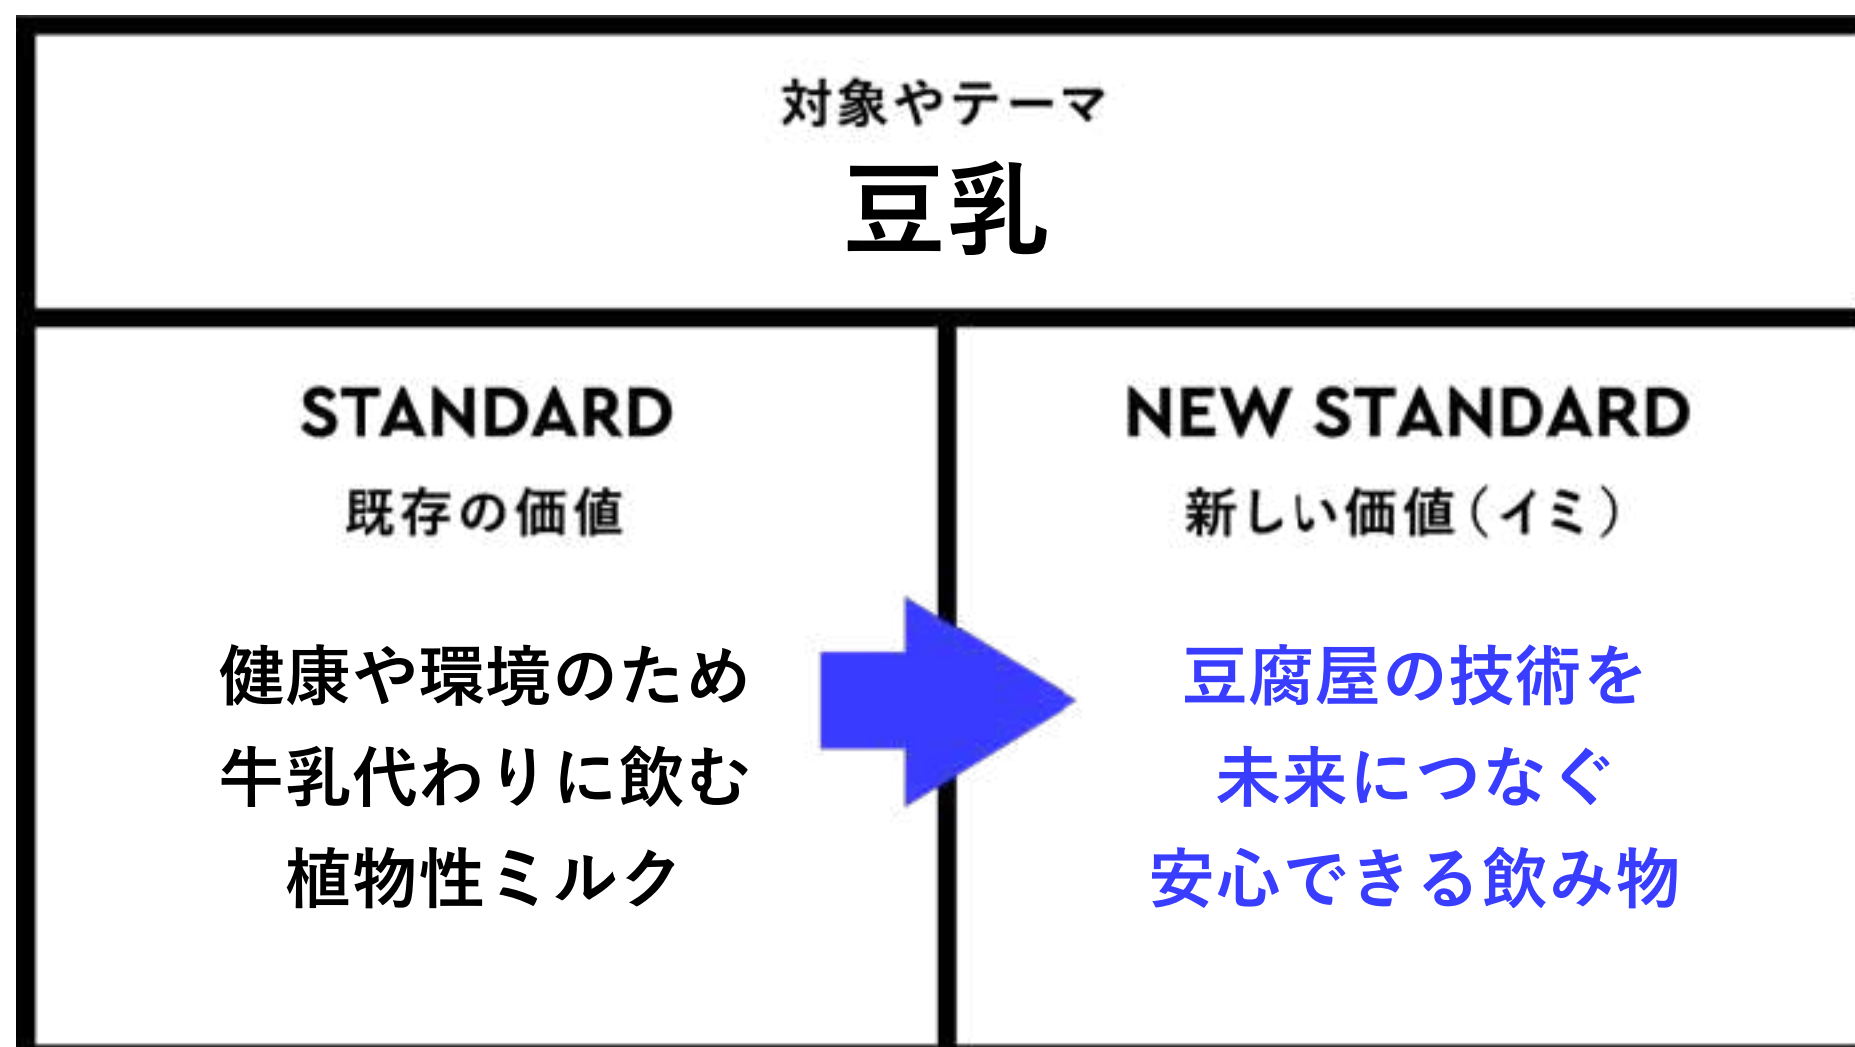 対象やテーマ
豆乳
STANDARD
既存の価値
健康や環境のため
牛乳代わりに飲む
植物性ミルク
NEW STANDARD
新しい価値(イミ)
豆腐屋の技術を
未来につなぐ
安心できる飲み物